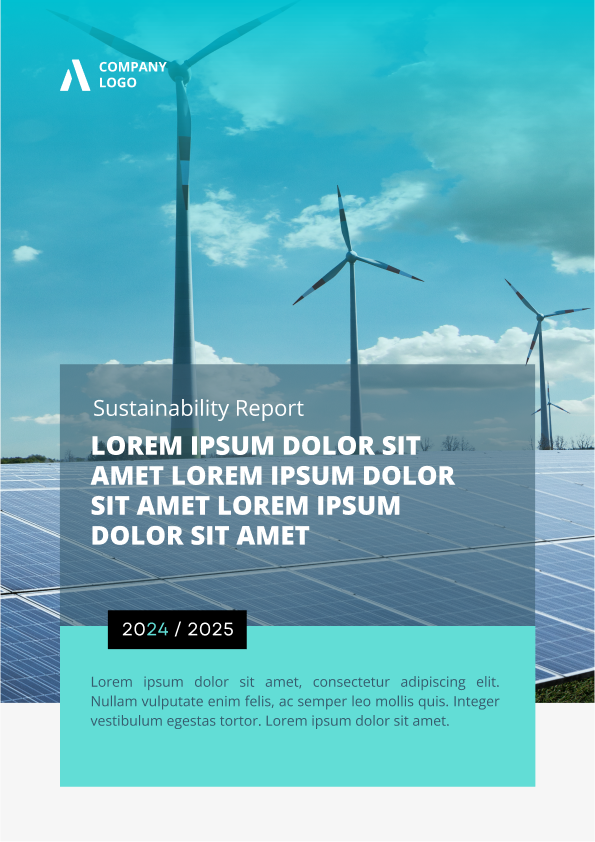 COMPANY
LOGO
Sustainability Report
LOREM IPSUM DOLOR SIT
AMET LOREM IPSUM DOLOR
SIT AMET LOREM IPSUM
DOLOR SIT AMET
2024 / 2025
Lorem ipsum dolor sit amet, consectetur adipiscing elit.
Nullam vulputate enim felis, ac semper leo mollis quis. Integer
vestibulum egestas tortor. Lorem ipsum dolor sit amet.